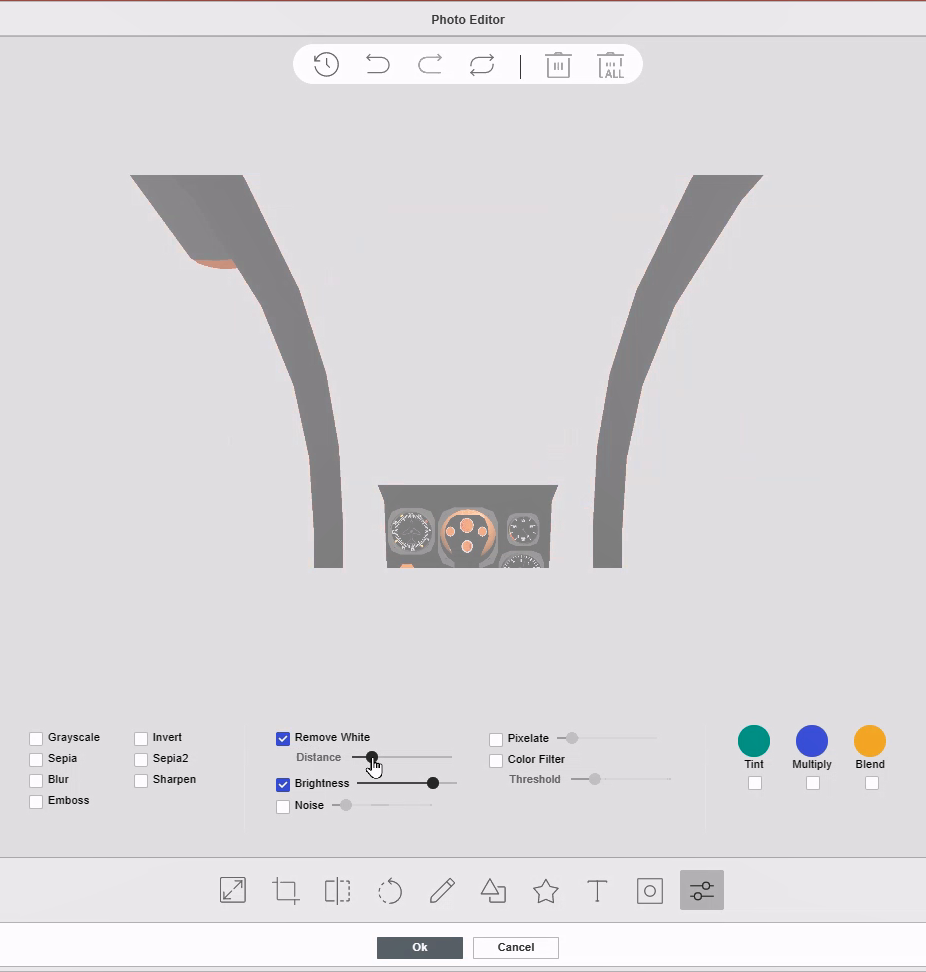 Photo Editor
ALL
Grayscale
Invert
Remove White
Pixelate
Sepia
Sepia2
Distance
Color Filter
Tint
Multiply
Blend
Blur
Sharpen
Brightness
Threshold
Emboss
Noise
Ok
Cancel